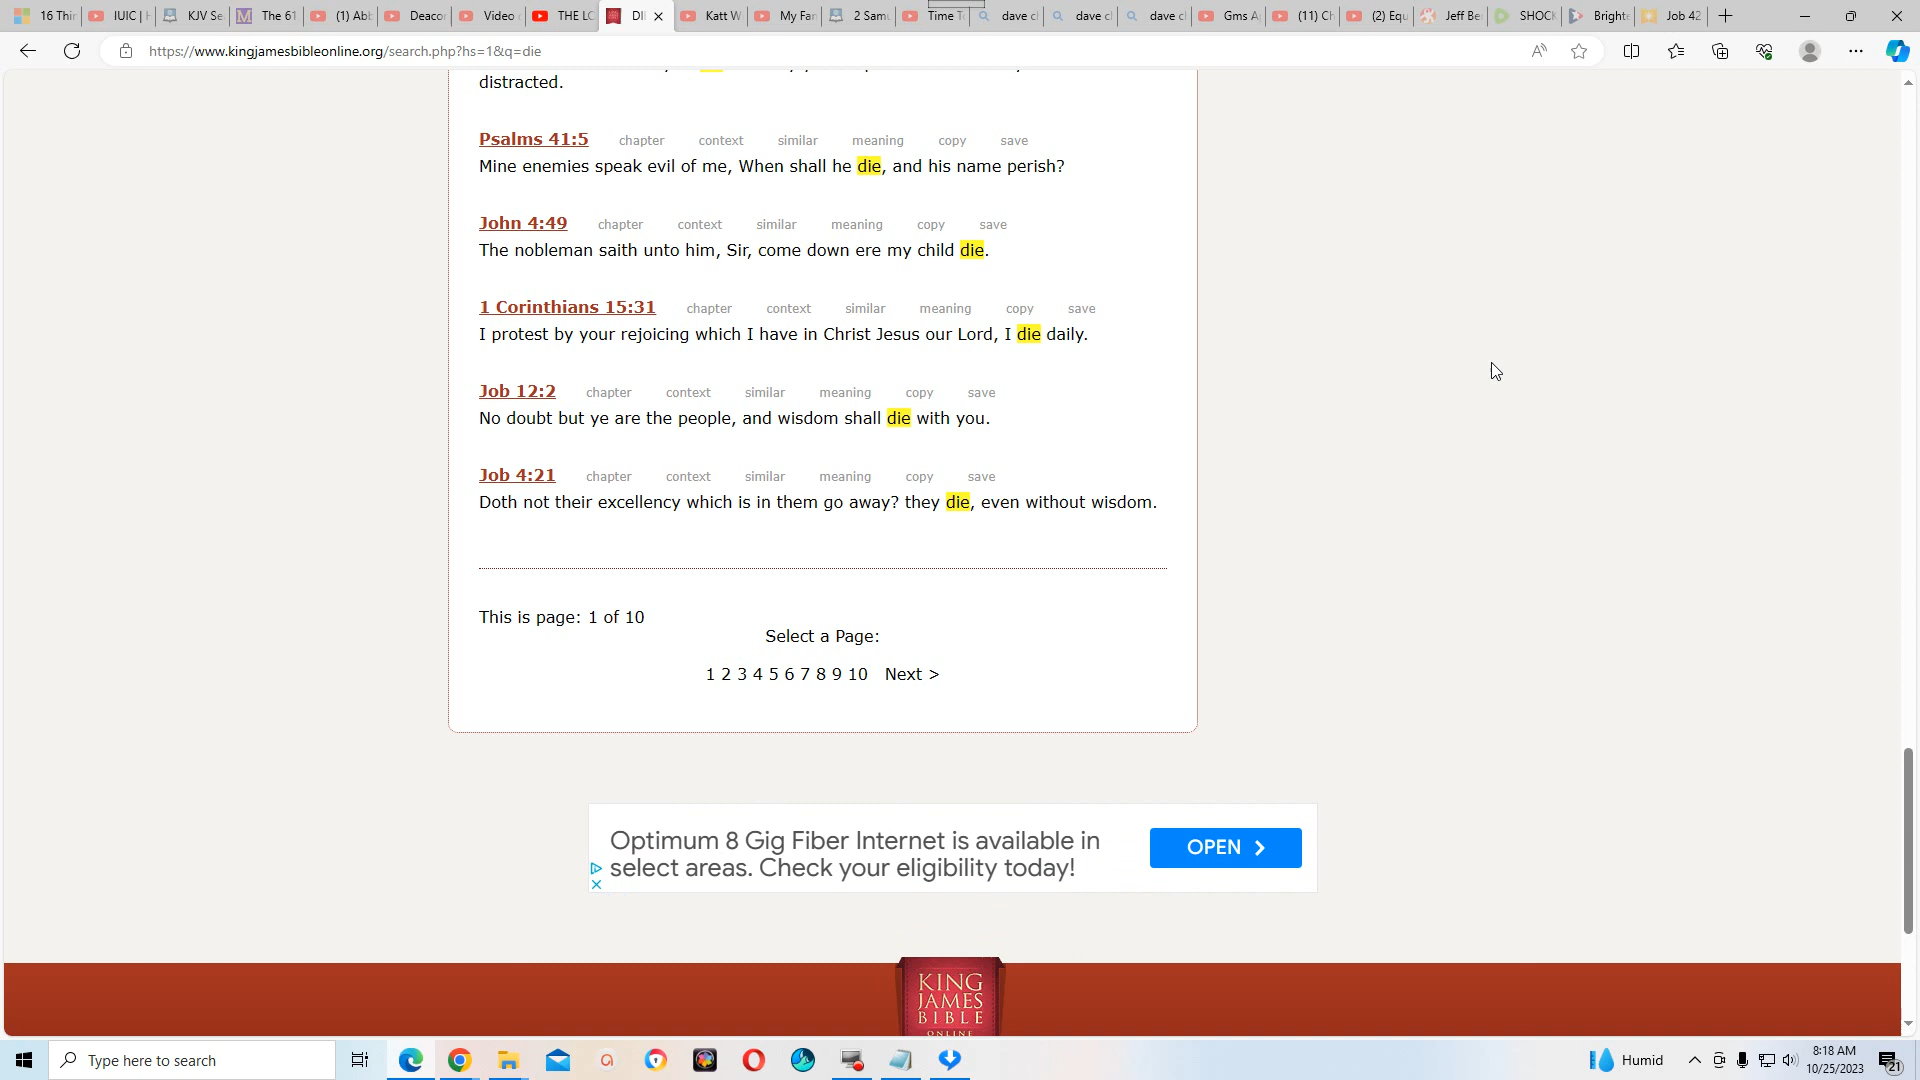 16 Thi
IUIC | H
KJV Se
The 61
(1) Abl
Deacon
Video
THE LO
DI
Katt W
My Far
2 Samu
Time T
dave cl
dave cl
dave cl
Gms A
(11) Ch
(2) Equ
Jeff Be
SHOCK
Brighte
Job 42
https://www.kingjamesbibleonline.org/search.php?hs=1&q=die
distracted.
Psalms 41:5 chapter context similar meaning copy save
Mine enemies speak evil of me, When shall he die, and his name perish?
John 4:49 chapter context similar meaning copy save
The nobleman saith unto him, Sir, come down ere my child die.
1 Corinthians 15:31 chapter context similar meaning copy save
I protest by your rejoicing which I have in Christ Jesus our Lord, I die daily.
Job 12:2 chapter context similar meaning copy save
No doubt but ye are the people, and wisdom shall die with you.
Job 4:21 chapter context similar meaning copy save
Doth not their excellency which is in them go away? they die, even without wisdom.
This is page: 1 of 10
Select a Page:
1 2 3 4 5 6 7 8 9 10 Next >
Optimum 8 Gig Fiber Internet is available in
select areas. Check your eligibility today!
OPEN
KING
JAMES
BIBLE
ONLINE
Type here to search
Humid
8:18 AM
10/25/2023
21